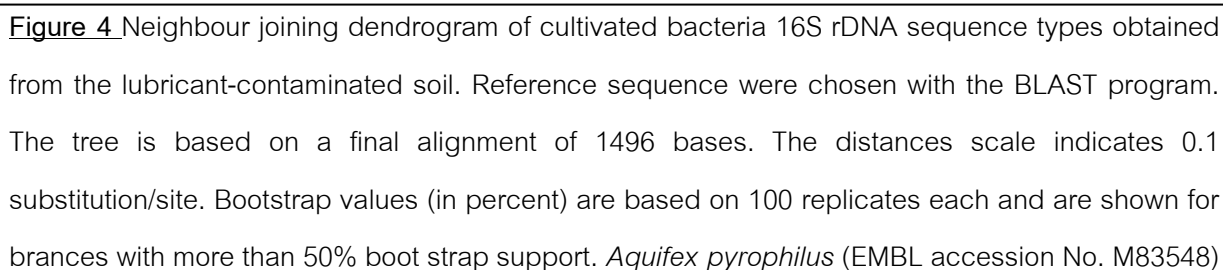 Figure 4 Neighbour joining dendrogram of cultivated bacteria 16S rDNA sequence types obtained
from the lubricant-contaminated soil. Reference sequence were chosen with the BLAST program.
The tree is based on a final alignment of 1496 bases. The distances scale indicates 0.1
substitution/site. Bootstrap values (in percent) are based on 100 replicates each and are shown for
brances with more than 50% boot strap support. Aquifex pyrophilus (EMBL accession No. M83548)